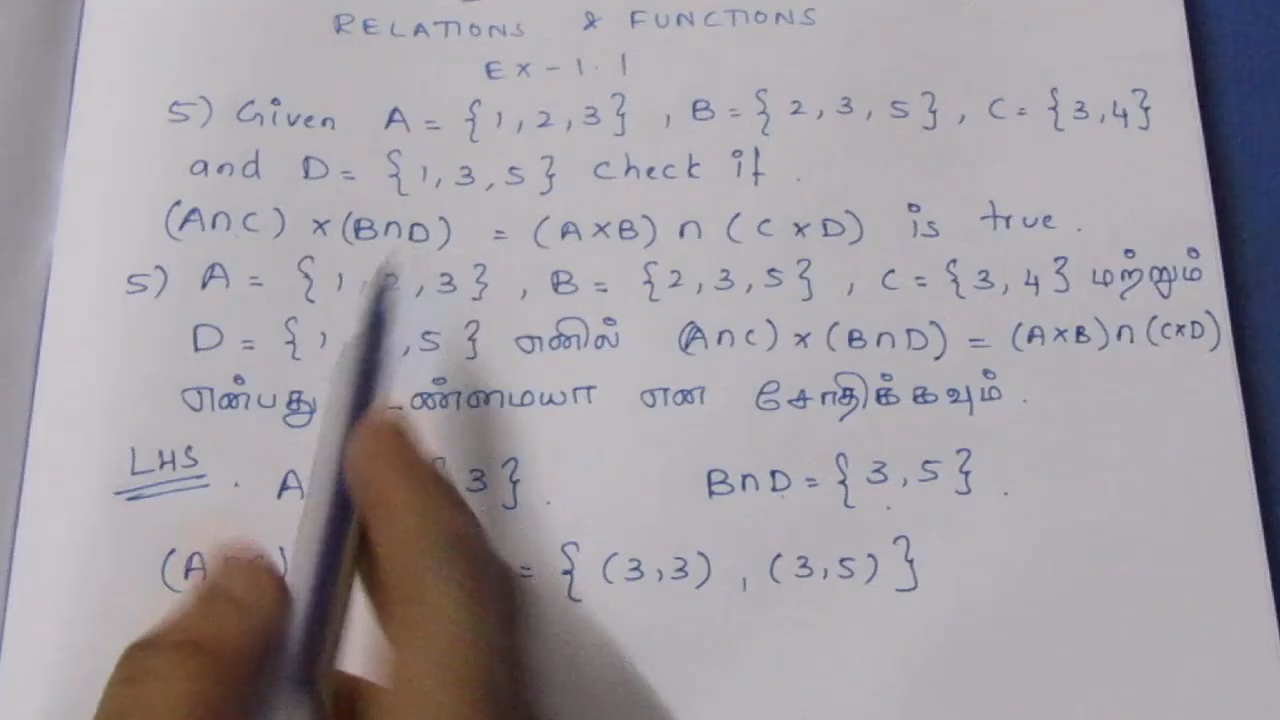 RELATIONS & FUNCTIONS
Ex - 1.1
5) Given A = {1, 2, 3} , B = {2, 3, 5} , C = {3, 4}
and D = {1, 3, 5} check if
(A∩C) × (B∩D) = (A×B) ∩ (C×D) is true.
5) A = {1, 2, 3} , B = {2, 3, 5} , C = {3, 4} மற்றும்
D = {1 , 5} எனில் (A∩C) × (B∩D) = (A×B)∩(C×D)
என்பது என சோதிக்கவும்.
LHS . A 3} . B∩D = {3, 5} .
(A = {(3,3) , (3,5)}